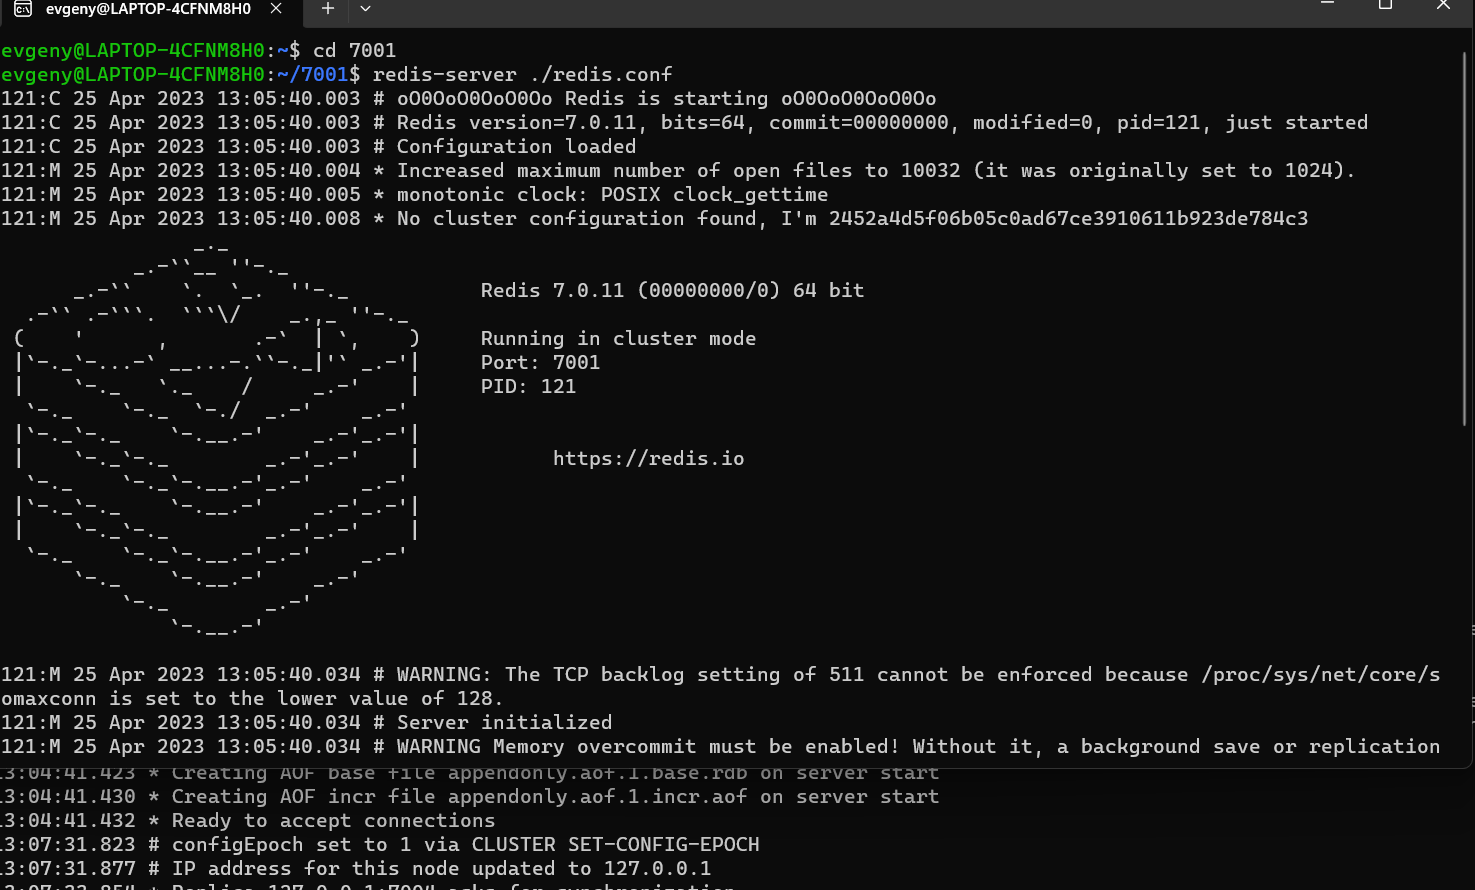 evgeny@LAPTOP-4CFNM8H0
evgeny@LAPTOP-4CFNM8H0:~$ cd 7001
evgeny@LAPTOP-4CFNM8H0:~/7001$ redis-server ./redis.conf
121:C 25 Apr 2023 13:05:40.003 # oO0OoO0OoO0Oo Redis is starting oO0OoO0OoO0Oo
121:C 25 Apr 2023 13:05:40.003 # Redis version=7.0.11, bits=64, commit=00000000, modified=0, pid=121, just started
121:C 25 Apr 2023 13:05:40.003 # Configuration loaded
121:M 25 Apr 2023 13:05:40.004 * Increased maximum number of open files to 10032 (it was originally set to 1024).
121:M 25 Apr 2023 13:05:40.005 * monotonic clock: POSIX clock_gettime
121:M 25 Apr 2023 13:05:40.008 * No cluster configuration found, I'm 2452a4d5f06b05c0ad67ce3910611b923de784c3
Redis 7.0.11 (00000000/0) 64 bit
Running in cluster mode
Port: 7001
PID: 121
https://redis.io
121:M 25 Apr 2023 13:05:40.034 # WARNING: The TCP backlog setting of 511 cannot be enforced because /proc/sys/net/core/s
omaxconn is set to the lower value of 128.
121:M 25 Apr 2023 13:05:40.034 # Server initialized
121:M 25 Apr 2023 13:05:40.034 # WARNING Memory overcommit must be enabled! Without it, a background save or replication
3:04:41.423 * Creating AOF base file appendonly.aof.1.base.rdb on server start
3:04:41.430 * Creating AOF incr file appendonly.aof.1.incr.aof on server start
3:04:41.432 * Ready to accept connections
3:07:31.823 # configEpoch set to 1 via CLUSTER SET-CONFIG-EPOCH
3:07:31.877 # IP address for this node updated to 127.0.0.1
* Replica 127.0.0.1:7004 asks for synchronization